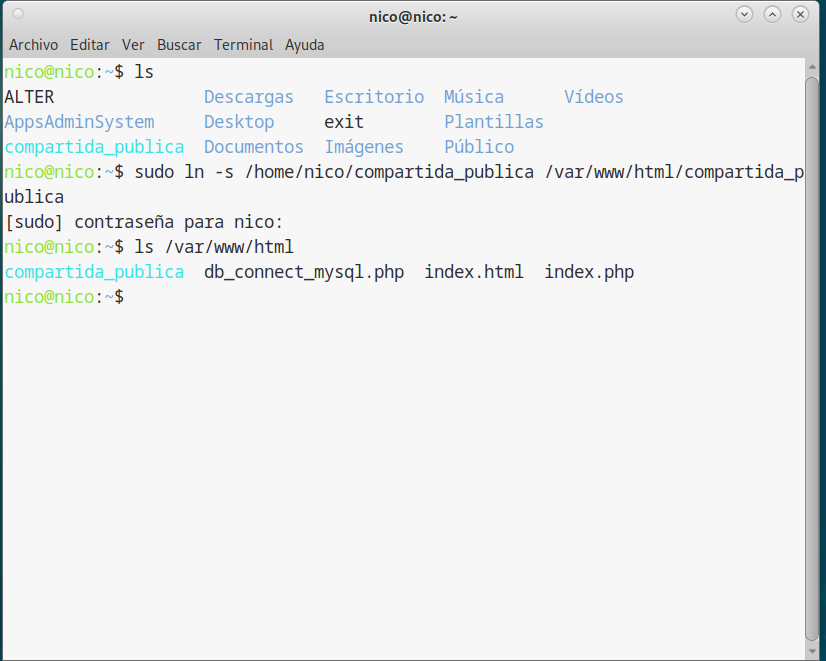 nico@nico: ~
Archivo Editar Ver Buscar Terminal Ayuda
nico@nico:~$ ls
ALTER Descargas Escritorio Música Vídeos
AppsAdminSystem Desktop exit Plantillas
compartida_publica Documentos Imágenes Público
nico@nico:~$ sudo ln -s /home/nico/compartida_publica /var/www/html/compartida_p
ublica
[sudo] contraseña para nico:
nico@nico:~$ ls /var/www/html
compartida_publica db_connect_mysql.php index.html index.php
nico@nico:~$